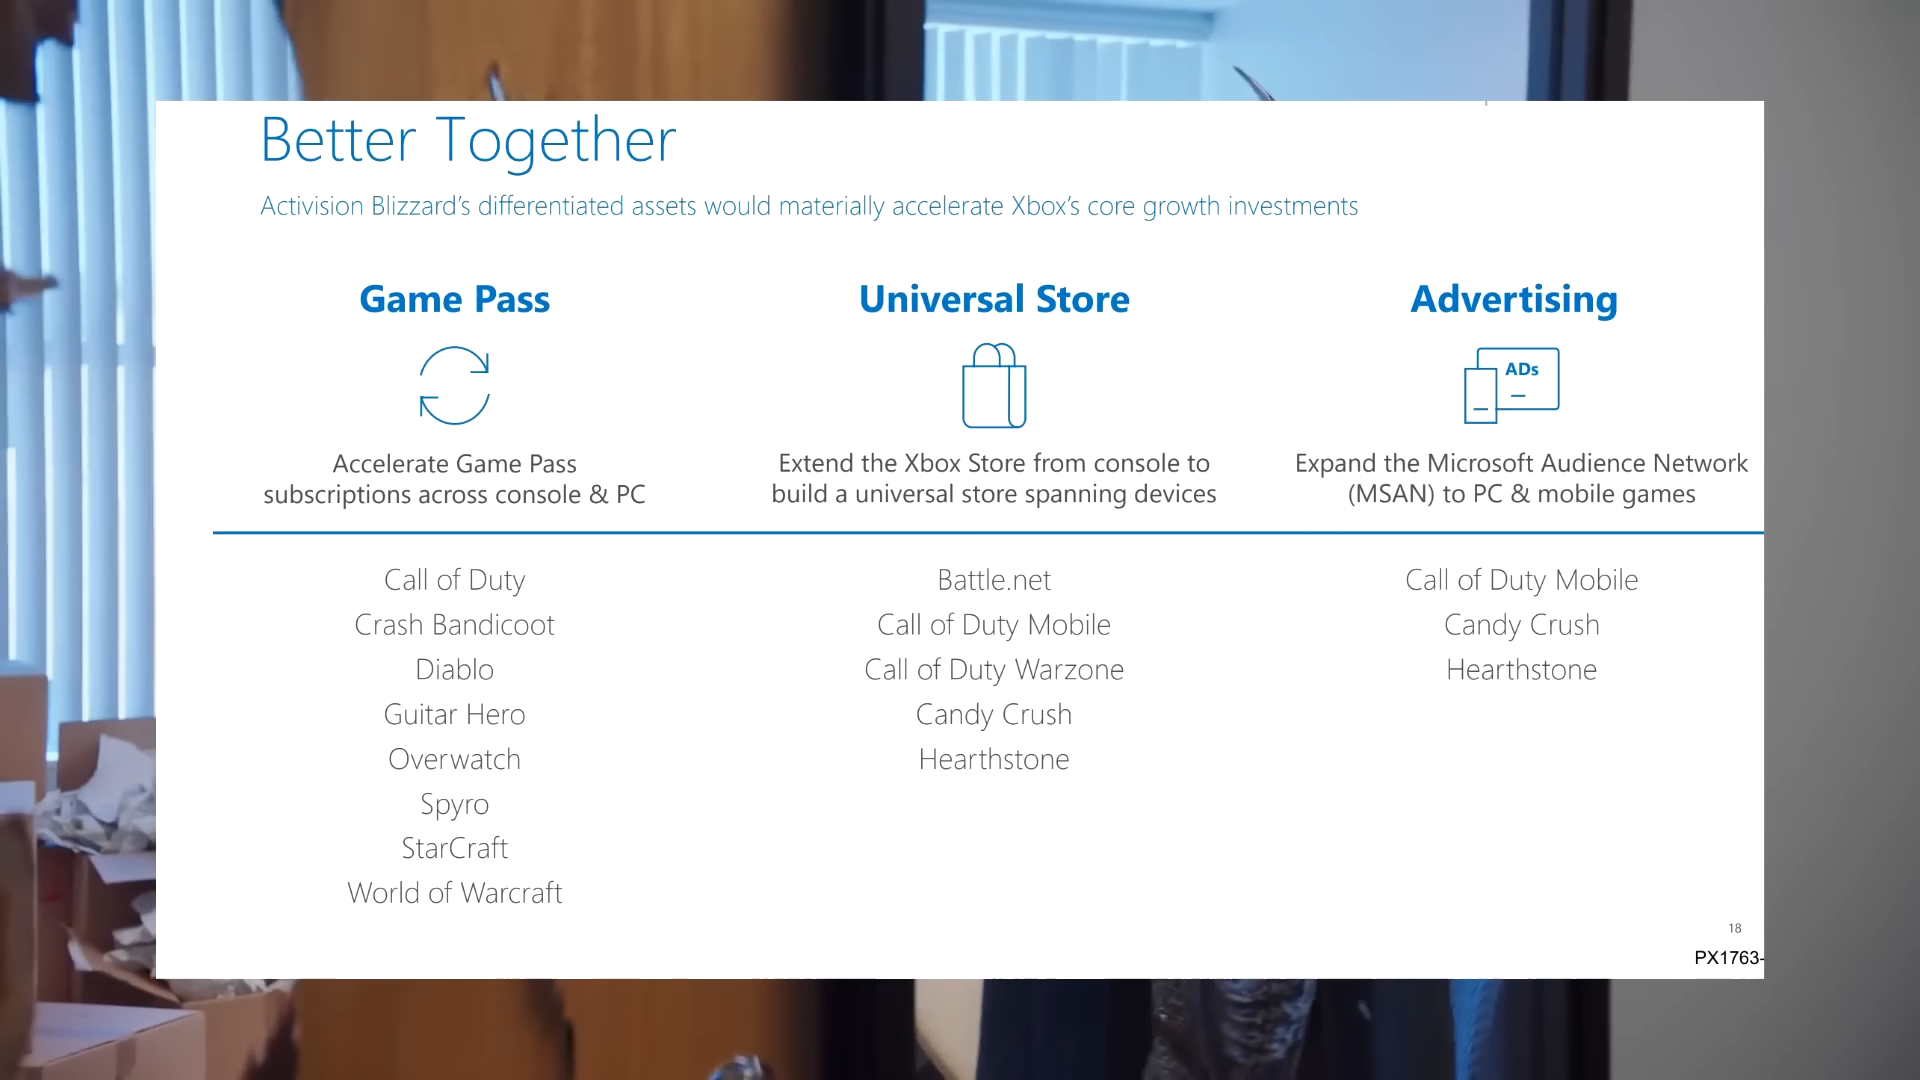 Better Together
Activision Blizzard’s differentiated assets would materially accelerate Xbox’s core growth investments
Game Pass
Accelerate Game Pass
subscriptions across console & PC
Call of Duty
Crash Bandicoot
Diablo
Guitar Hero
Overwatch
Spyro
StarCraft
World of Warcraft
Universal Store
Extend the Xbox Store from console to
build a universal store spanning devices
Battle.net
Call of Duty Mobile
Call of Duty Warzone
Candy Crush
Hearthstone
Advertising
ADs
Expand the Microsoft Audience Network
(MSAN) to PC & mobile games
Call of Duty Mobile
Candy Crush
Hearthstone
18
PX1763-